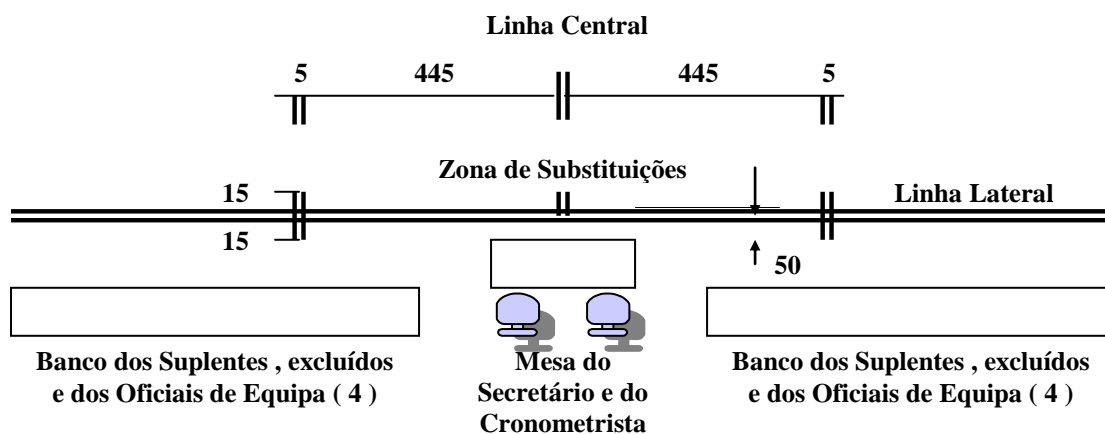 Linha Central
5 445 445 5
Zona de Substituições
15
Linha Lateral
15
50
Banco dos Suplentes , excluídos
e dos Oficiais de Equipa ( 4 )
Mesa do
Secretário e do
Cronometrista
Banco dos Suplentes , excluídos
e dos Oficiais de Equipa ( 4 )